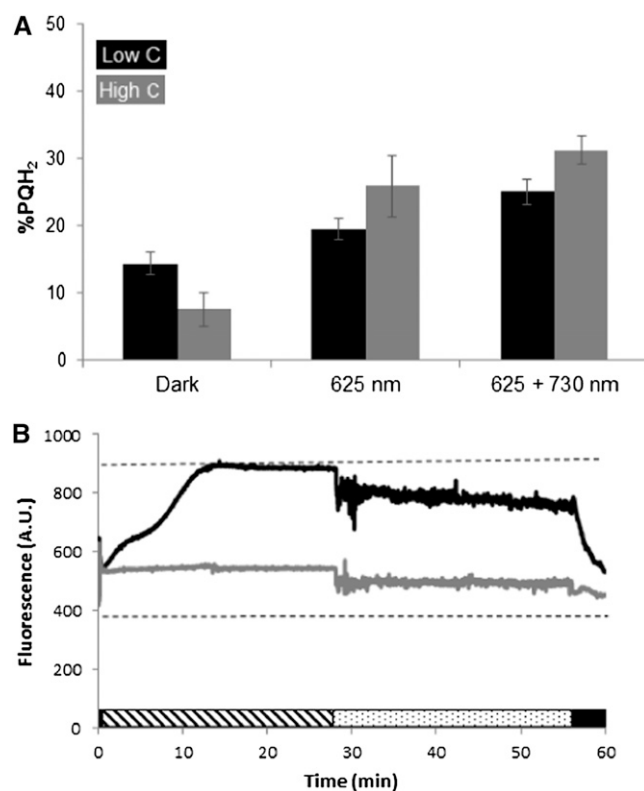 A
50
40
30
20
10
0
%PQH₂
Low C
High C
Dark 625 nm 625 + 730 nm
B
1000
800
600
400
200
0
Fluorescence (A.U.)
0 10 20 30 40 50 60
Time (min)